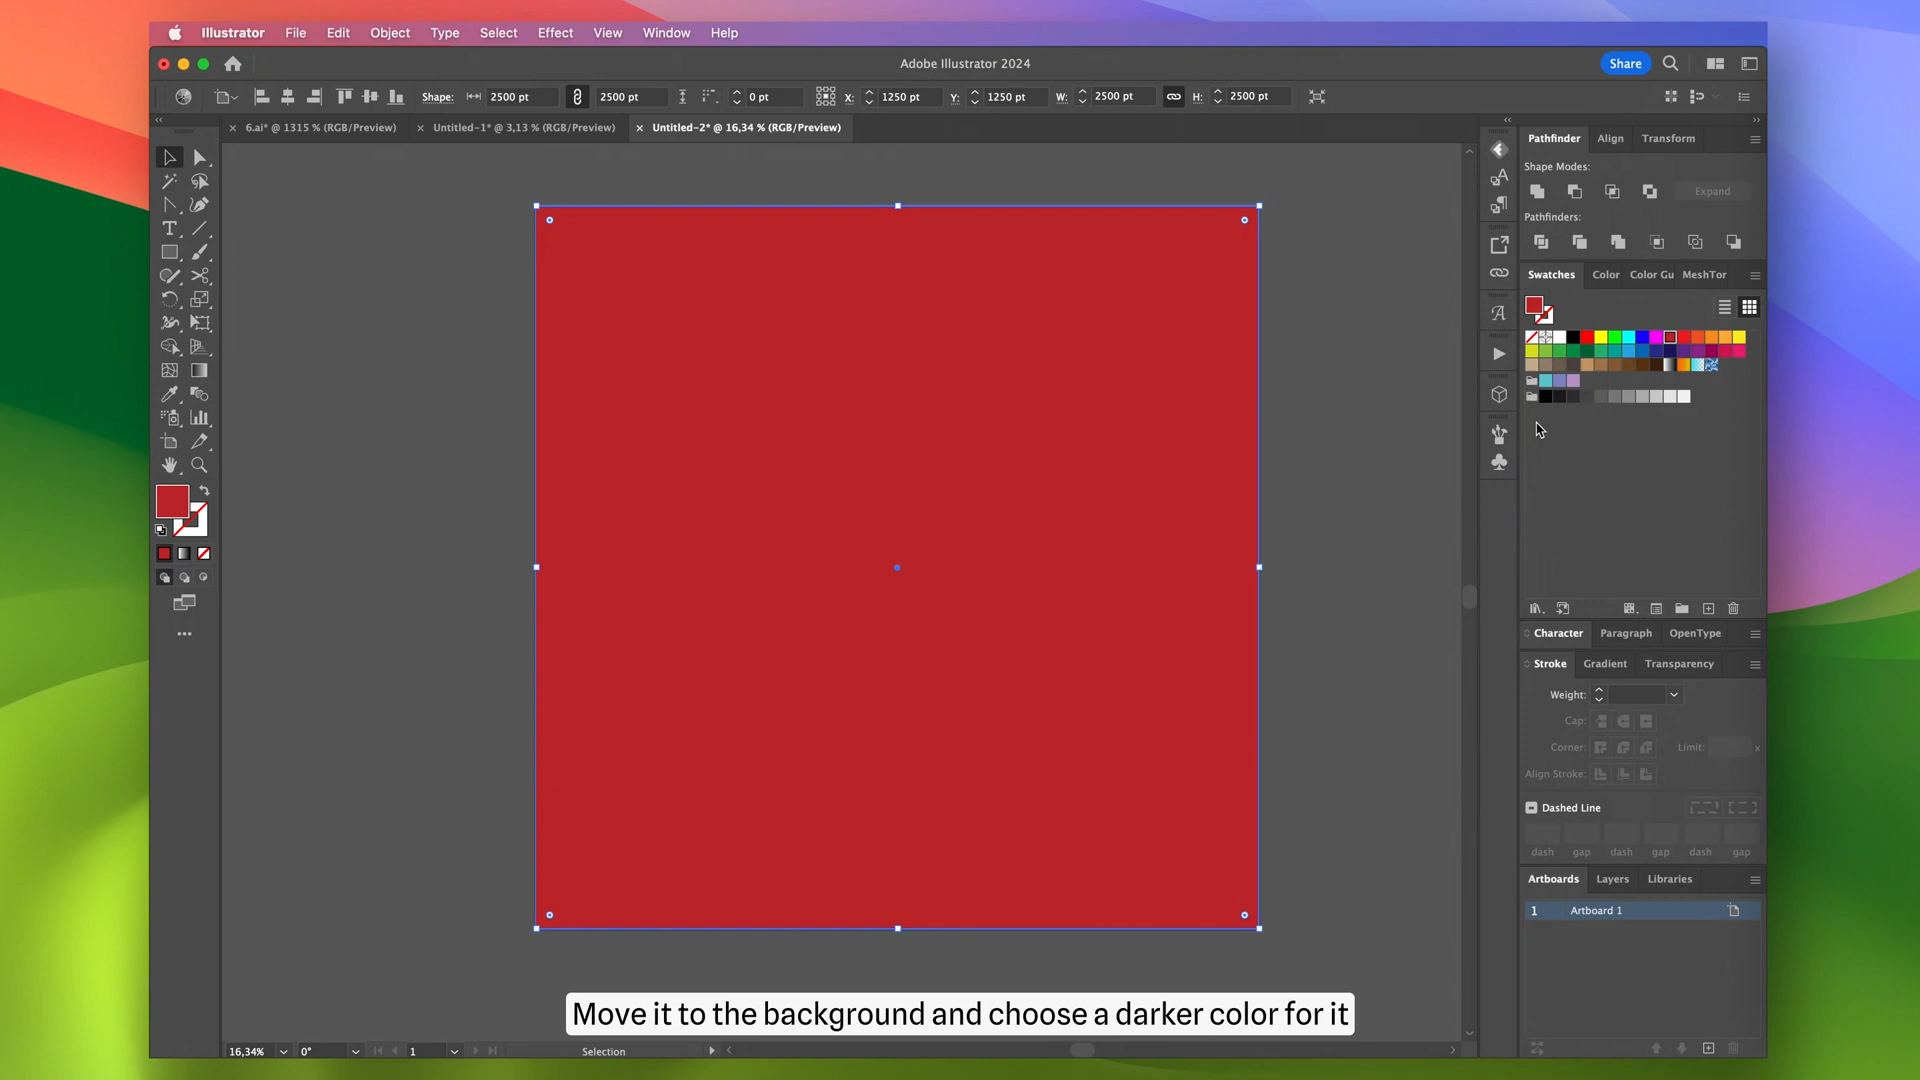 Illustrator File Edit Object Type Select Effect View Window Help
Adobe Illustrator 2024
Share
Shape: 2500 pt 2500 pt 0 pt X: 1250 pt Y: 1250 pt W: 2500 pt H: 2500 pt
6.ai* @ 1315 % (RGB/Preview) Untitled-1* @ 3,13 % (RGB/Preview) Untitled-2* @ 16,34 % (RGB/Preview)
Pathfinder Align Transform
Shape Modes:
Expand
Pathfinders:
Swatches Color Color Gu MeshTor
Character Paragraph OpenType
Stroke Gradient Transparency
Weight:
Cap:
Corner: Limit: x
Align Stroke:
Dashed Line
dash gap dash gap dash gap
Artboards Layers Libraries
1 Artboard 1
Move it to the background and choose a darker color for it
16,34% 0° 1 Selection